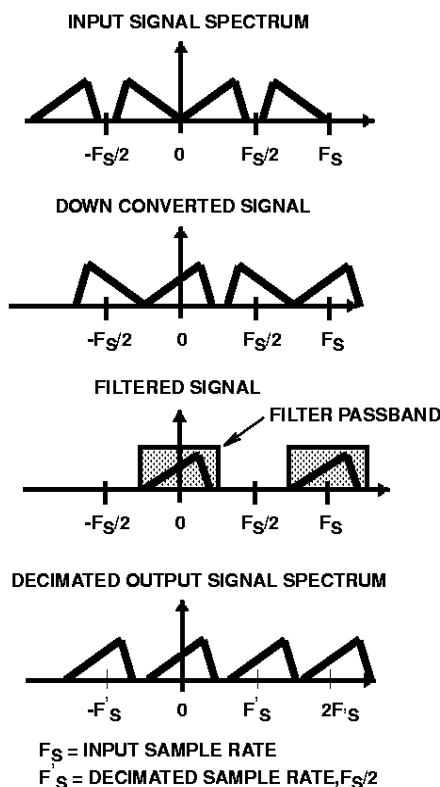 INPUT SIGNAL SPECTRUM
-FS/2 0 FS/2 FS
DOWN CONVERTED SIGNAL
-FS/2 0 FS/2 FS
FILTERED SIGNAL
FILTER PASSBAND
-FS/2 0 FS/2 FS
DECIMATED OUTPUT SIGNAL SPECTRUM
-F'S 0 F'S 2F'S
FS = INPUT SAMPLE RATE
F'S = DECIMATED SAMPLE RATE,FS/2